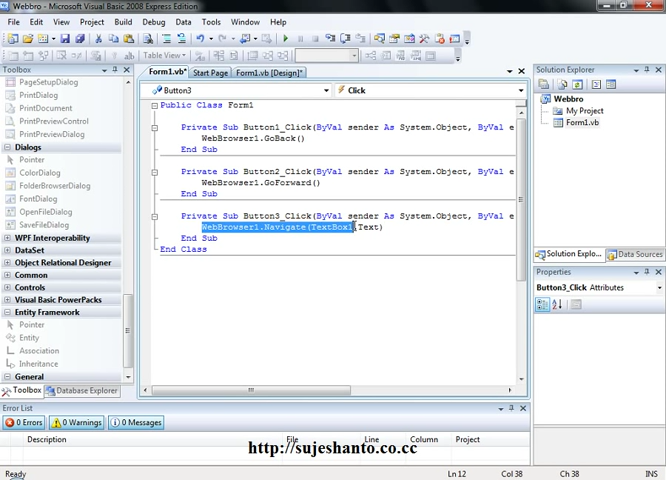 Webbro - Microsoft Visual Basic 2008 Express Edition
File Edit View Project Build Debug Data Tools Window Help
Table View
Toolbox
PageSetupDialog
PrintDialog
PrintDocument
PrintPreviewControl
PrintPreviewDialog
Dialogs
Pointer
ColorDialog
FolderBrowserDialog
FontDialog
OpenFileDialog
SaveFileDialog
WPF Interoperability
DataSet
Object Relational Designer
Common
Controls
Visual Basic PowerPacks
Entity Framework
Pointer
Entity
Association
Inheritance
General
Toolbox Database Explorer
Form1.vb* Start Page Form1.vb [Design]*
Button3 Click
Public Class Form1
Private Sub Button1_Click(ByVal sender As System.Object, ByVal e
WebBrowser1.GoBack()
End Sub
Private Sub Button2_Click(ByVal sender As System.Object, ByVal e
WebBrowser1.GoForward()
End Sub
Private Sub Button3_Click(ByVal sender As System.Object, ByVal e
WebBrowser1.Navigate(TextBox1.Text)
End Sub
End Class
Solution Explorer
Webbro
My Project
Form1.vb
Solution Explo... Data Sources
Properties
Button3_Click Attributes
Error List
0 Errors 0 Warnings 0 Messages
Description File Line Column Project
http://sujeshanto.co.cc
Ready Ln 12 Col 38 Ch 38 INS